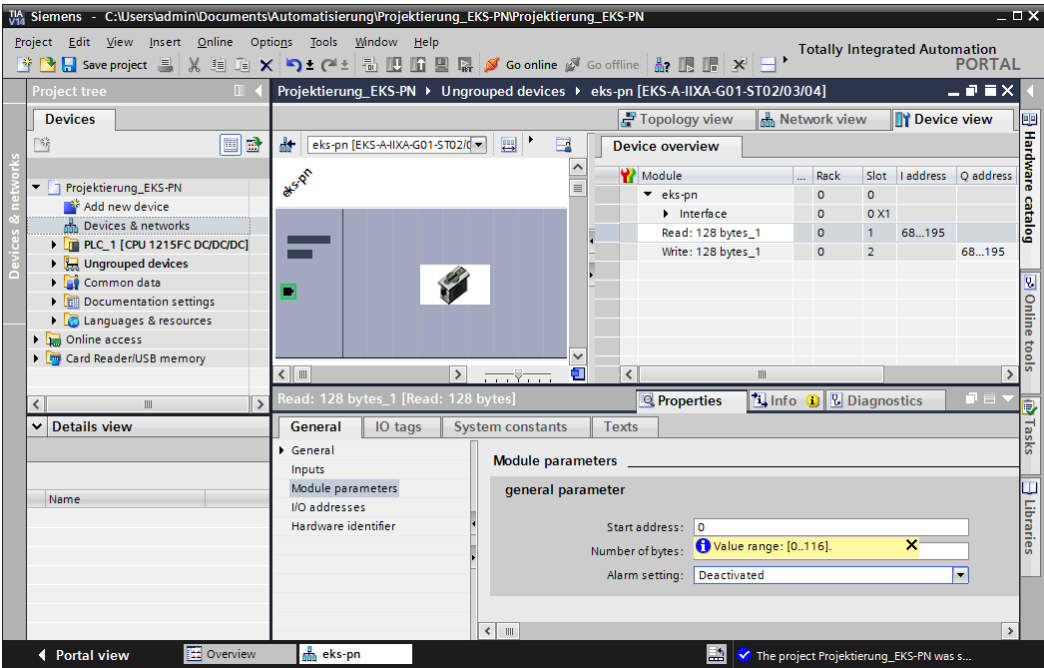 TIA V14 Siemens - C:\Users\admin\Documents\Automatisierung\Projektierung_EKS-PN\Projektierung_EKS-PN
Project Edit View Insert Online Options Tools Window Help
Totally Integrated Automation
PORTAL
Save project
Go online
Go offline
Project tree
Devices
Devices & networks
Projektierung_EKS-PN
Add new device
Devices & networks
PLC_1 [CPU 1215FC DC/DC/DC]
Ungrouped devices
Common data
Documentation settings
Languages & resources
Online access
Card Reader/USB memory
Details view
Name
Projektierung_EKS-PN Ungrouped devices eks-pn [EKS-A-IIXA-G01-ST02/03/04]
Topology view Network view Device view
eks-pn [EKS-A-IIXA-G01-ST02/0
eks-pn
Device overview
Module ... Rack Slot I address Q address
eks-pn 0 0
Interface 0 0 X1
Read: 128 bytes_1 0 1 68...195
Write: 128 bytes_1 0 2 68...195
Read: 128 bytes_1 [Read: 128 bytes]
Properties Info Diagnostics
General IO tags System constants Texts
General
Inputs
Module parameters
I/O addresses
Hardware identifier
Module parameters
general parameter
Start address: 0
Number of bytes:
Value range: [0..116].
Alarm setting: Deactivated
Hardware catalog
Online tools
Tasks
Libraries
Portal view Overview eks-pn
The project Projektierung_EKS-PN was s...